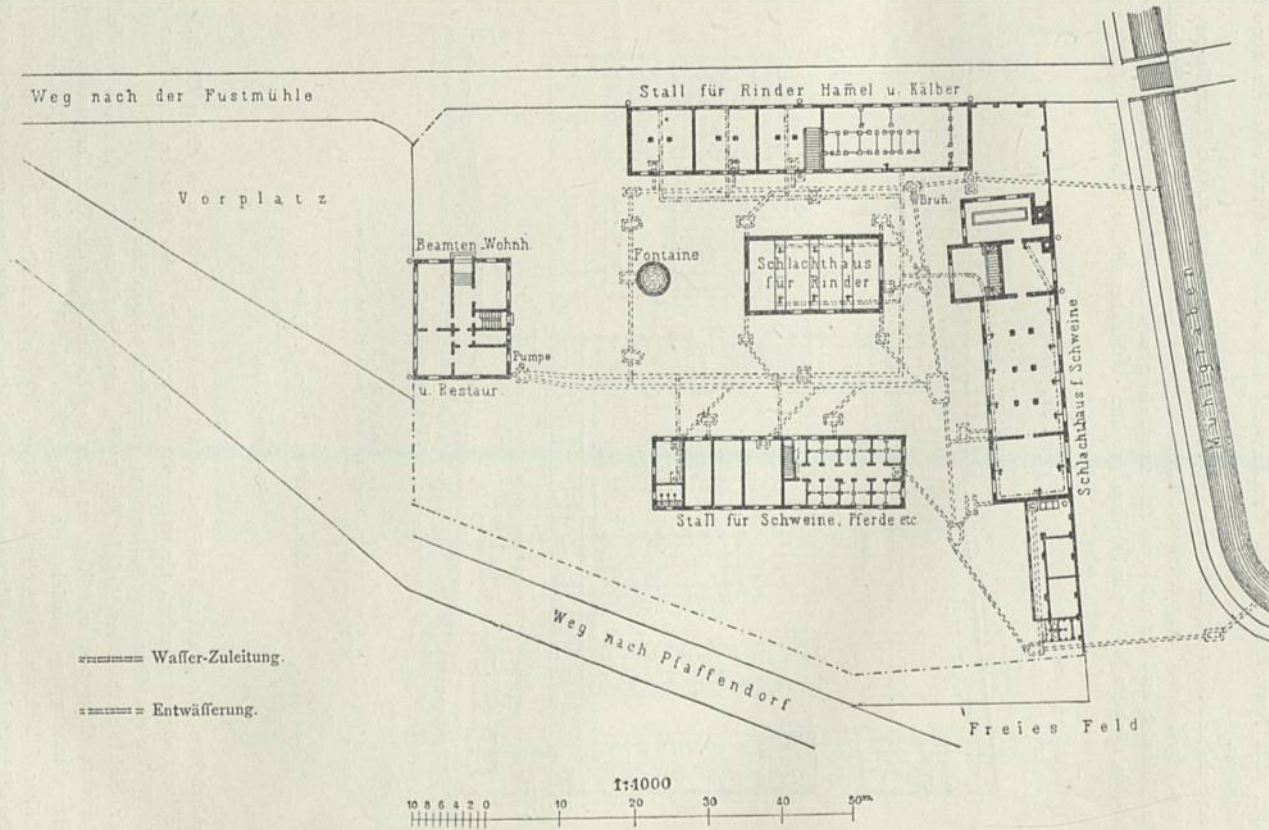 Weg nach der Fustmühle
Stall für Rinder Ham̄el u. Kälber
Vorplatz
Brun̄.
Beamten-Wohnh.
Fontaine
Schlachthaus
für Rinder
Pumpe
u. Restaur.
Schlachthaus f. Schweine
Stall für Schweine, Pferde etc.
Weg nach Pfaffendorf
Waſſer-Zuleitung.
Entwäſſerung.
Freies Feld
1:1000
10 8 6 4 2 0 10 20 30 40 50m.